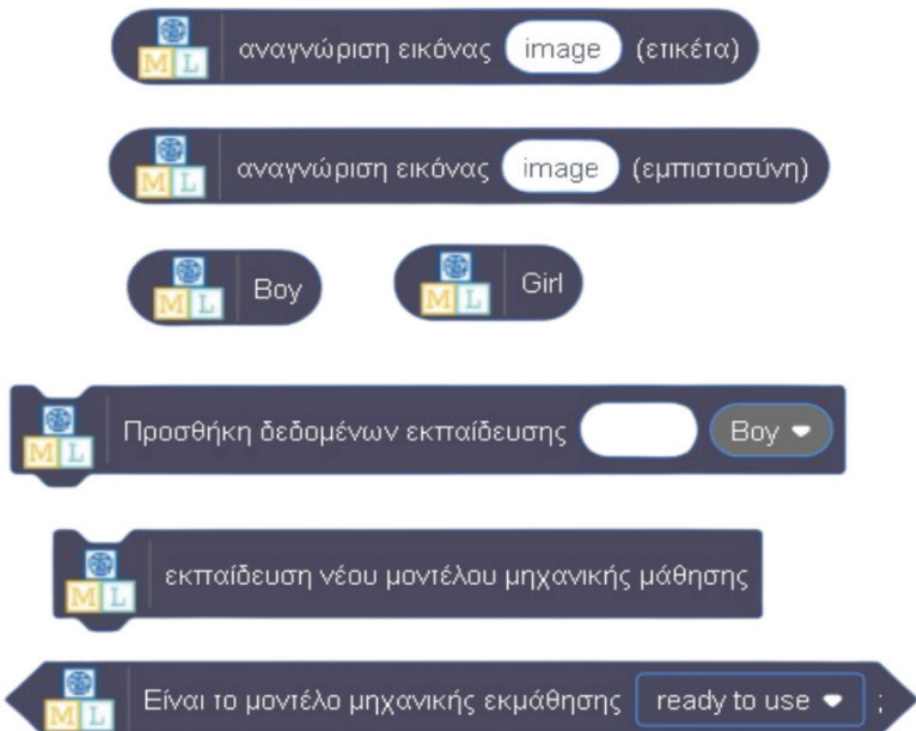 ML αναγνώριση εικόνας image (ετικέτα)
ML αναγνώριση εικόνας image (εμπιστοσύνη)
ML Boy ML Girl
ML Προσθήκη δεδομένων εκπαίδευσης Boy
ML εκπαίδευση νέου μοντέλου μηχανικής μάθησης
ML Είναι το μοντέλο μηχανικής εκμάθησης ready to use ;